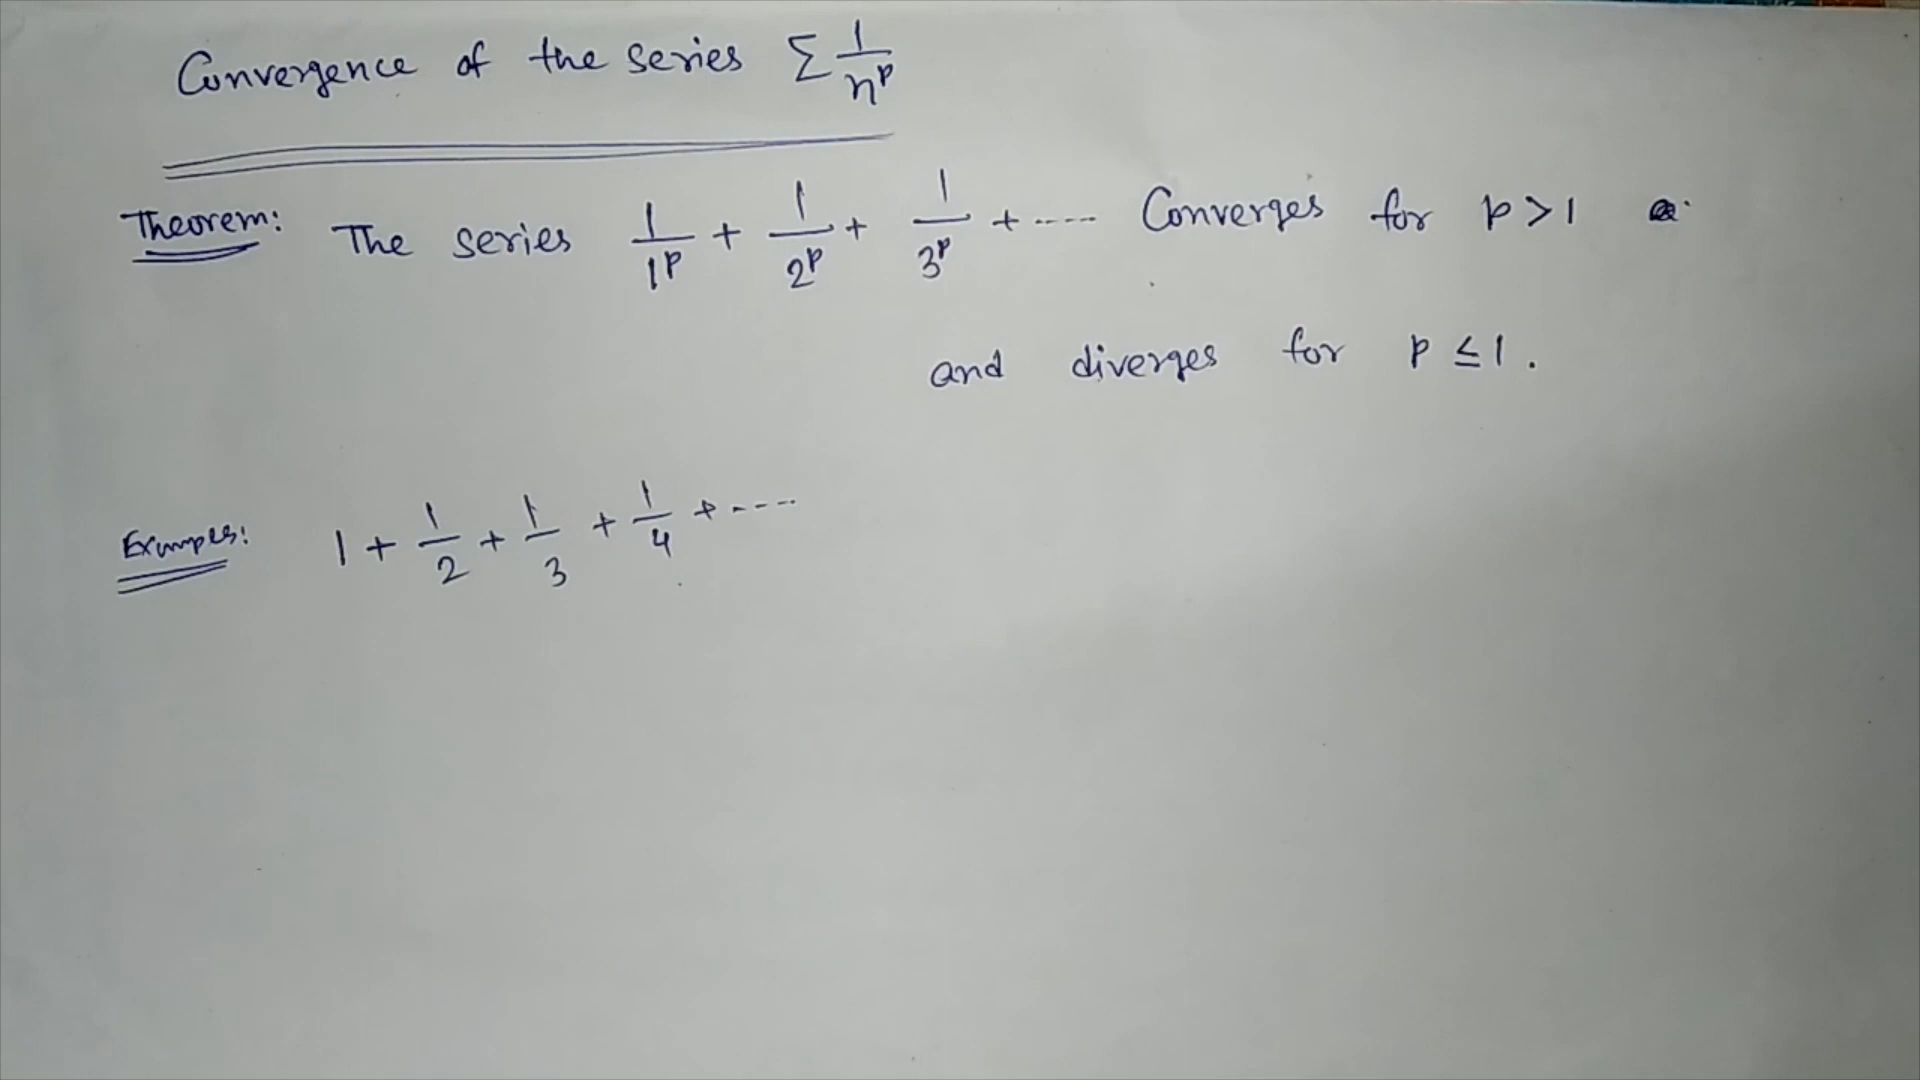 Convergence of the series Σ 1/n^p
Theorem: The series 1/1^p + 1/2^p + 1/3^p + ..... Converges for p > 1
and diverges for p ≤ 1.
Exampes: 1 + 1/2 + 1/3 + 1/4 + ....